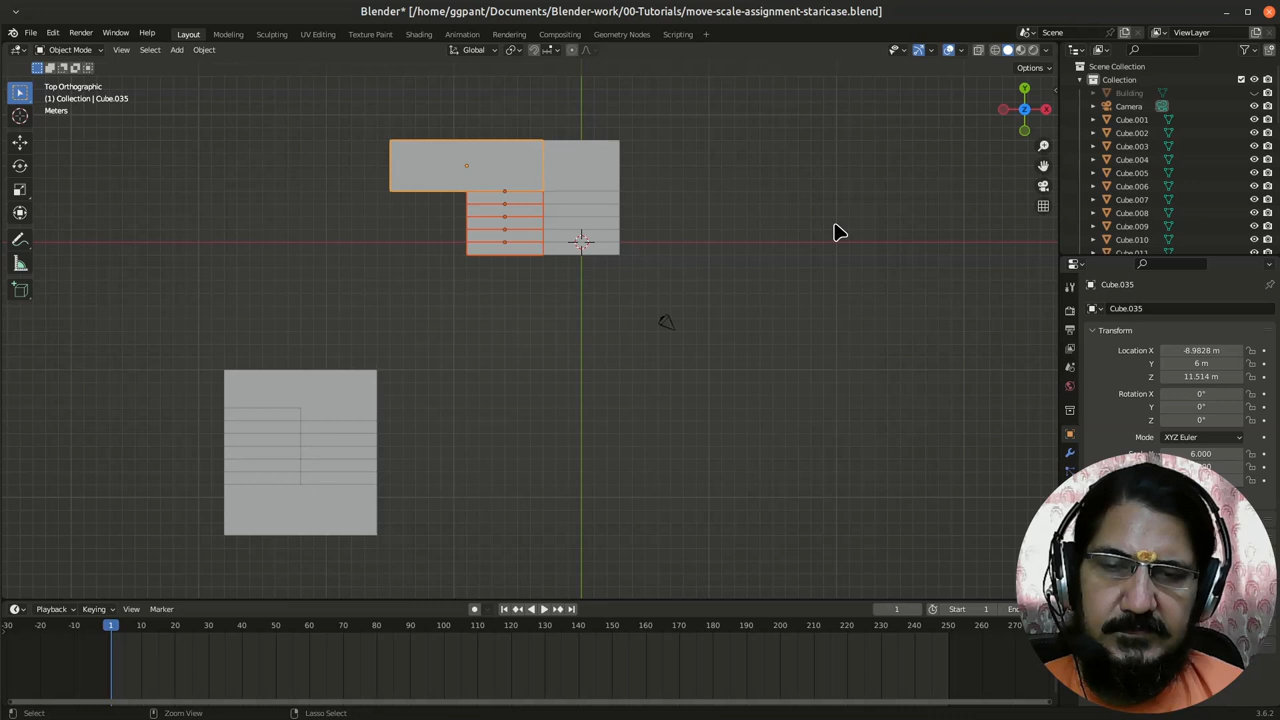 Blender* [/home/ggpant/Documents/Blender-work/00-Tutorials/move-scale-assignment-staricase.blend]
File Edit Render Window Help Layout Modeling Sculpting UV Editing Texture Paint Shading Animation Rendering Compositing Geometry Nodes Scripting Scene ViewLayer
Object Mode View Select Add Object Global
Options
Top Orthographic
(1) Collection | Cube.035
Meters
Y
X
Z
Scene Collection
Collection
Building
Camera
Cube.001
Cube.002
Cube.003
Cube.004
Cube.005
Cube.006
Cube.007
Cube.008
Cube.009
Cube.010
Cube.011
Cube.035
Cube.035
Transform
Location X -8.9828 m
Y 6 m
Z 11.514 m
Rotation X 0°
Y 0°
Z 0°
Mode XYZ Euler
6.000
Playback Keying View Marker 1 Start 1 End
-30 -20 -10 1 10 20 30 40 50 60 70 80 90 100 110 120 130 140 150 160 170 180 190 200 210 220 230 240 250 260
Select Zoom View Lasso Select 3.6.2